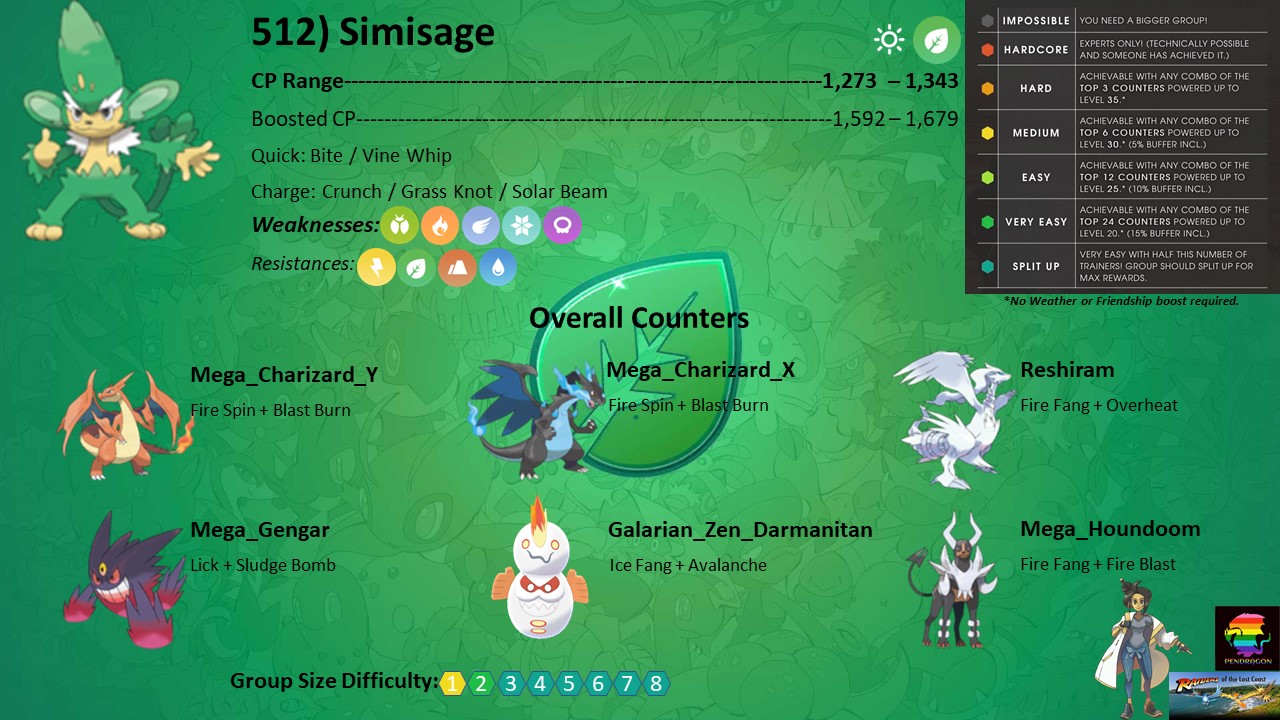 512) Simisage
CP Range--------------------------------------------------------------------1,273 – 1,343
Boosted CP--------------------------------------------------------------------1,592 – 1,679
Quick: Bite / Vine Whip
Charge: Crunch / Grass Knot / Solar Beam
Weaknesses:
Resistances:
IMPOSSIBLE YOU NEED A BIGGER GROUP!
HARDCORE EXPERTS ONLY! (TECHNICALLY POSSIBLE
AND SOMEONE HAS ACHIEVED IT.)
HARD ACHIEVABLE WITH ANY COMBO OF THE
TOP 3 COUNTERS POWERED UP TO
LEVEL 35.*
MEDIUM ACHIEVABLE WITH ANY COMBO OF THE
TOP 6 COUNTERS POWERED UP TO
LEVEL 30.* (5% BUFFER INCL.)
EASY ACHIEVABLE WITH ANY COMBO OF THE
TOP 12 COUNTERS POWERED UP TO
LEVEL 25.* (10% BUFFER INCL.)
VERY EASY ACHIEVABLE WITH ANY COMBO OF THE
TOP 24 COUNTERS POWERED UP TO
LEVEL 20.* (15% BUFFER INCL.)
SPLIT UP VERY EASY WITH HALF THIS NUMBER OF
TRAINERS! GROUP SHOULD SPLIT UP FOR
MAX REWARDS.
*No Weather or Friendship boost required.
Overall Counters
Mega_Charizard_Y
Fire Spin + Blast Burn
Mega_Charizard_X
Fire Spin + Blast Burn
Reshiram
Fire Fang + Overheat
Mega_Gengar
Lick + Sludge Bomb
Galarian_Zen_Darmanitan
Ice Fang + Avalanche
Mega_Houndoom
Fire Fang + Fire Blast
Group Size Difficulty: 1 2 3 4 5 6 7 8
PENDRAGON
RAIDERS of the Lost Coast